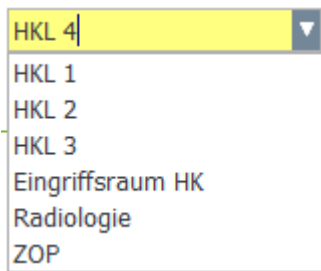 HKL 4
HKL 1
HKL 2
HKL 3
Eingriffsraum HK
Radiologie
ZOP